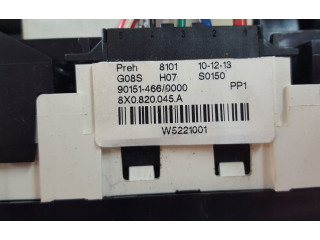 Preh 8101 10-12-13
G08S H07 S0150
90151-466/0000 PP1
8X0.820.045.A
W5221001